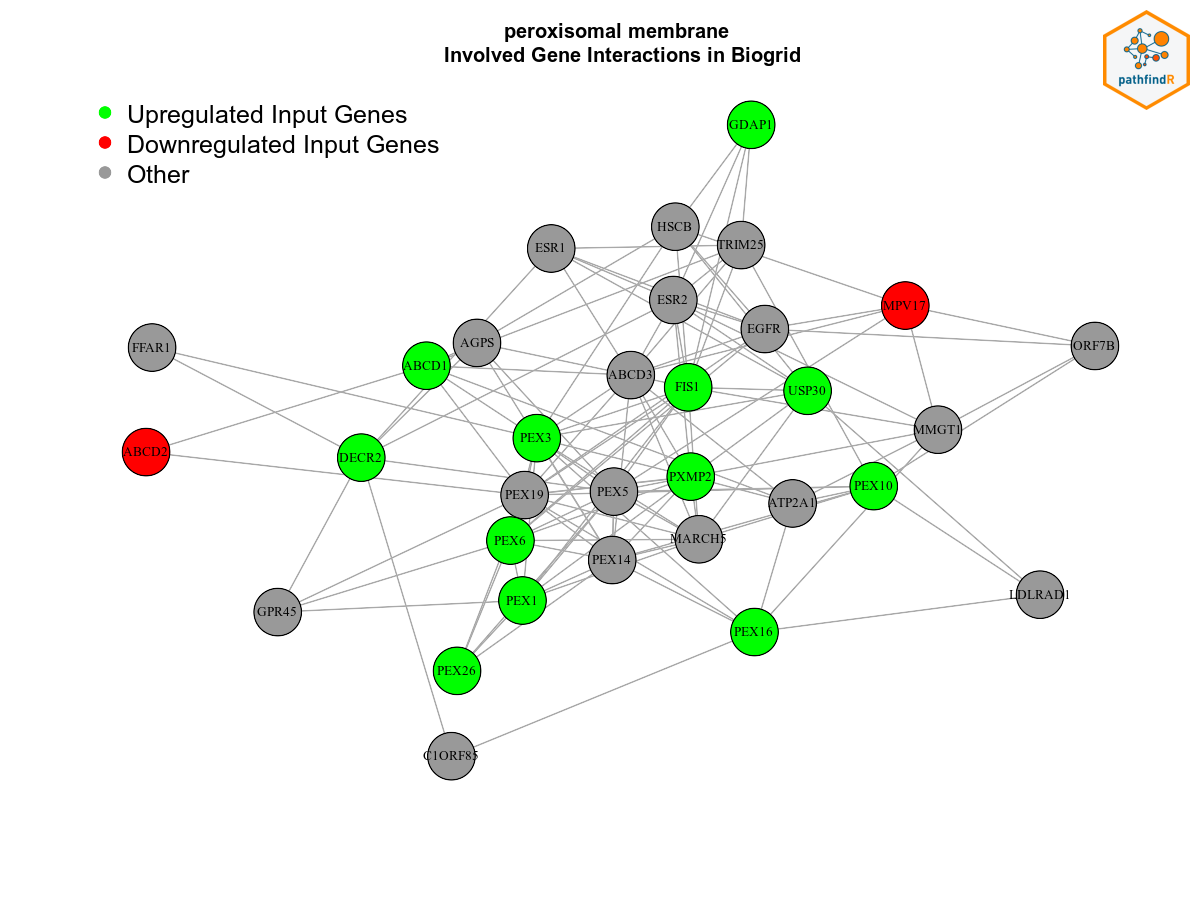 peroxisomal membrane
Involved Gene Interactions in Biogrid
pathfindR
Upregulated Input Genes
Downregulated Input Genes
Other
GDAP1
HSCB
TRIM25
ESR1
ESR2
MPV17
EGFR
FFAR1
AGPS
ORF7B
ABCD1
ABCD3
FIS1
USP30
MMGT1
PEX3
ABCD2
DECR2
PXMP2
PEX10
PEX19
PEX5
ATP2A1
PEX6
MARCH5
PEX14
LDLRAD1
PEX1
GPR45
PEX16
PEX26
C1ORF85